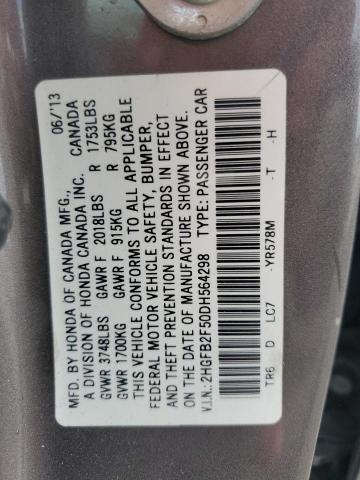 MFD. BY HONDA OF CANADA MFG., 06/'13
A DIVISION OF HONDA CANADA INC. CANADA
GVWR 3748LBS GAWR F 2018LBS R 1753LBS
GVWR 1700KG GAWR F 915KG R 795KG
THIS VEHICLE CONFORMS TO ALL APPLICABLE
FEDERAL MOTOR VEHICLE SAFETY, BUMPER,
AND THEFT PREVENTION STANDARDS IN EFFECT
ON THE DATE OF MANUFACTURE SHOWN ABOVE.
V.I.N.: 2HGFB2F50DH564298 TYPE: PASSENGER CAR
TR6 D LC7 -YR578M -T -H